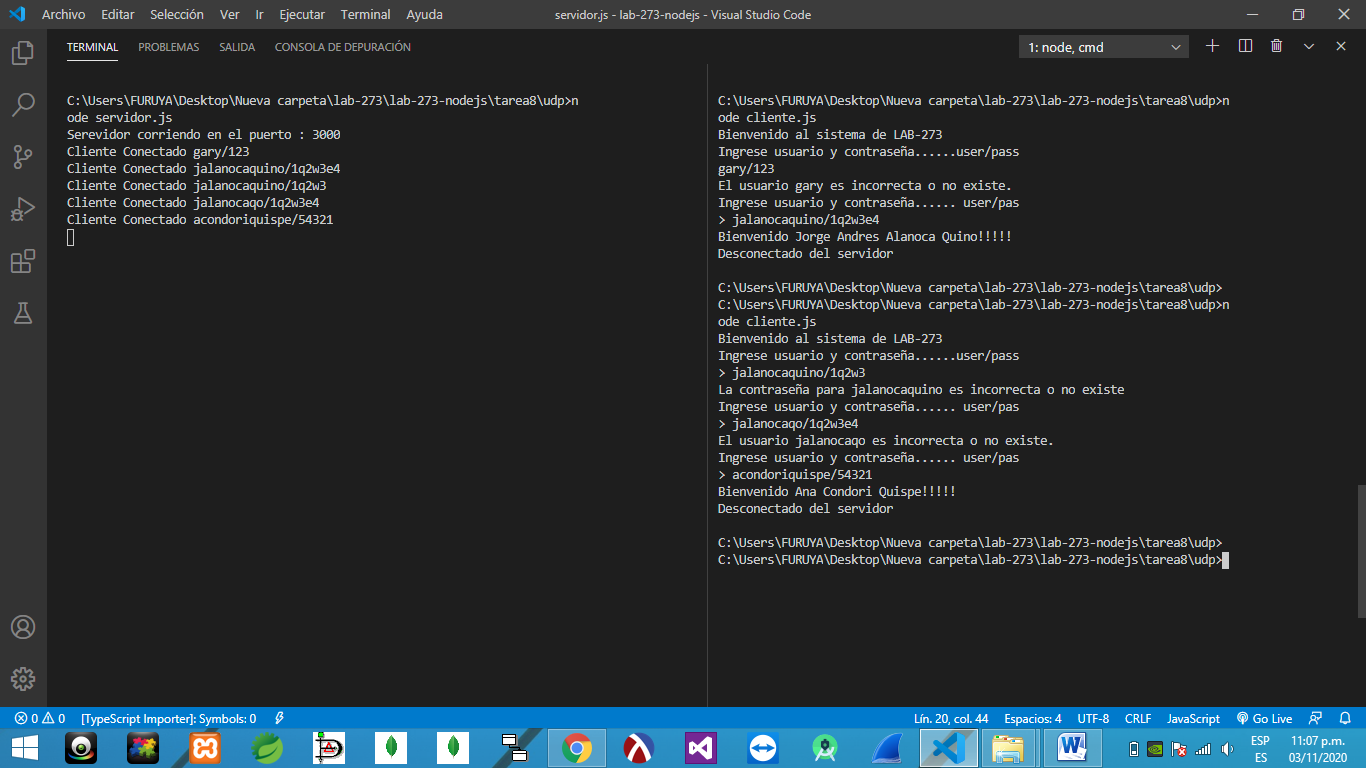 Archivo Editar Selección Ver Ir Ejecutar Terminal Ayuda servidor.js - lab-273-nodejs - Visual Studio Code
TERMINAL PROBLEMAS SALIDA CONSOLA DE DEPURACIÓN 1: node, cmd
C:\Users\FURUYA\Desktop\Nueva carpeta\lab-273\lab-273-nodejs\tarea8\udp>n
ode servidor.js
Serevidor corriendo en el puerto : 3000
Cliente Conectado gary/123
Cliente Conectado jalanocaquino/1q2w3e4
Cliente Conectado jalanocaquino/1q2w3
Cliente Conectado jalanocaqo/1q2w3e4
Cliente Conectado acondoriquispe/54321
C:\Users\FURUYA\Desktop\Nueva carpeta\lab-273\lab-273-nodejs\tarea8\udp>n
ode cliente.js
Bienvenido al sistema de LAB-273
Ingrese usuario y contraseña......user/pass
gary/123
El usuario gary es incorrecta o no existe.
Ingrese usuario y contraseña...... user/pas
> jalanocaquino/1q2w3e4
Bienvenido Jorge Andres Alanoca Quino!!!!!
Desconectado del servidor
C:\Users\FURUYA\Desktop\Nueva carpeta\lab-273\lab-273-nodejs\tarea8\udp>
C:\Users\FURUYA\Desktop\Nueva carpeta\lab-273\lab-273-nodejs\tarea8\udp>n
ode cliente.js
Bienvenido al sistema de LAB-273
Ingrese usuario y contraseña......user/pass
> jalanocaquino/1q2w3
La contraseña para jalanocaquino es incorrecta o no existe
Ingrese usuario y contraseña...... user/pas
> jalanocaqo/1q2w3e4
El usuario jalanocaqo es incorrecta o no existe.
Ingrese usuario y contraseña...... user/pas
> acondoriquispe/54321
Bienvenido Ana Condori Quispe!!!!!
Desconectado del servidor
C:\Users\FURUYA\Desktop\Nueva carpeta\lab-273\lab-273-nodejs\tarea8\udp>
C:\Users\FURUYA\Desktop\Nueva carpeta\lab-273\lab-273-nodejs\tarea8\udp>
0 0 [TypeScript Importer]: Symbols: 0 Lín. 20, col. 44 Espacios: 4 UTF-8 CRLF JavaScript Go Live
ESP 11:07 p.m.
ES 03/11/2020